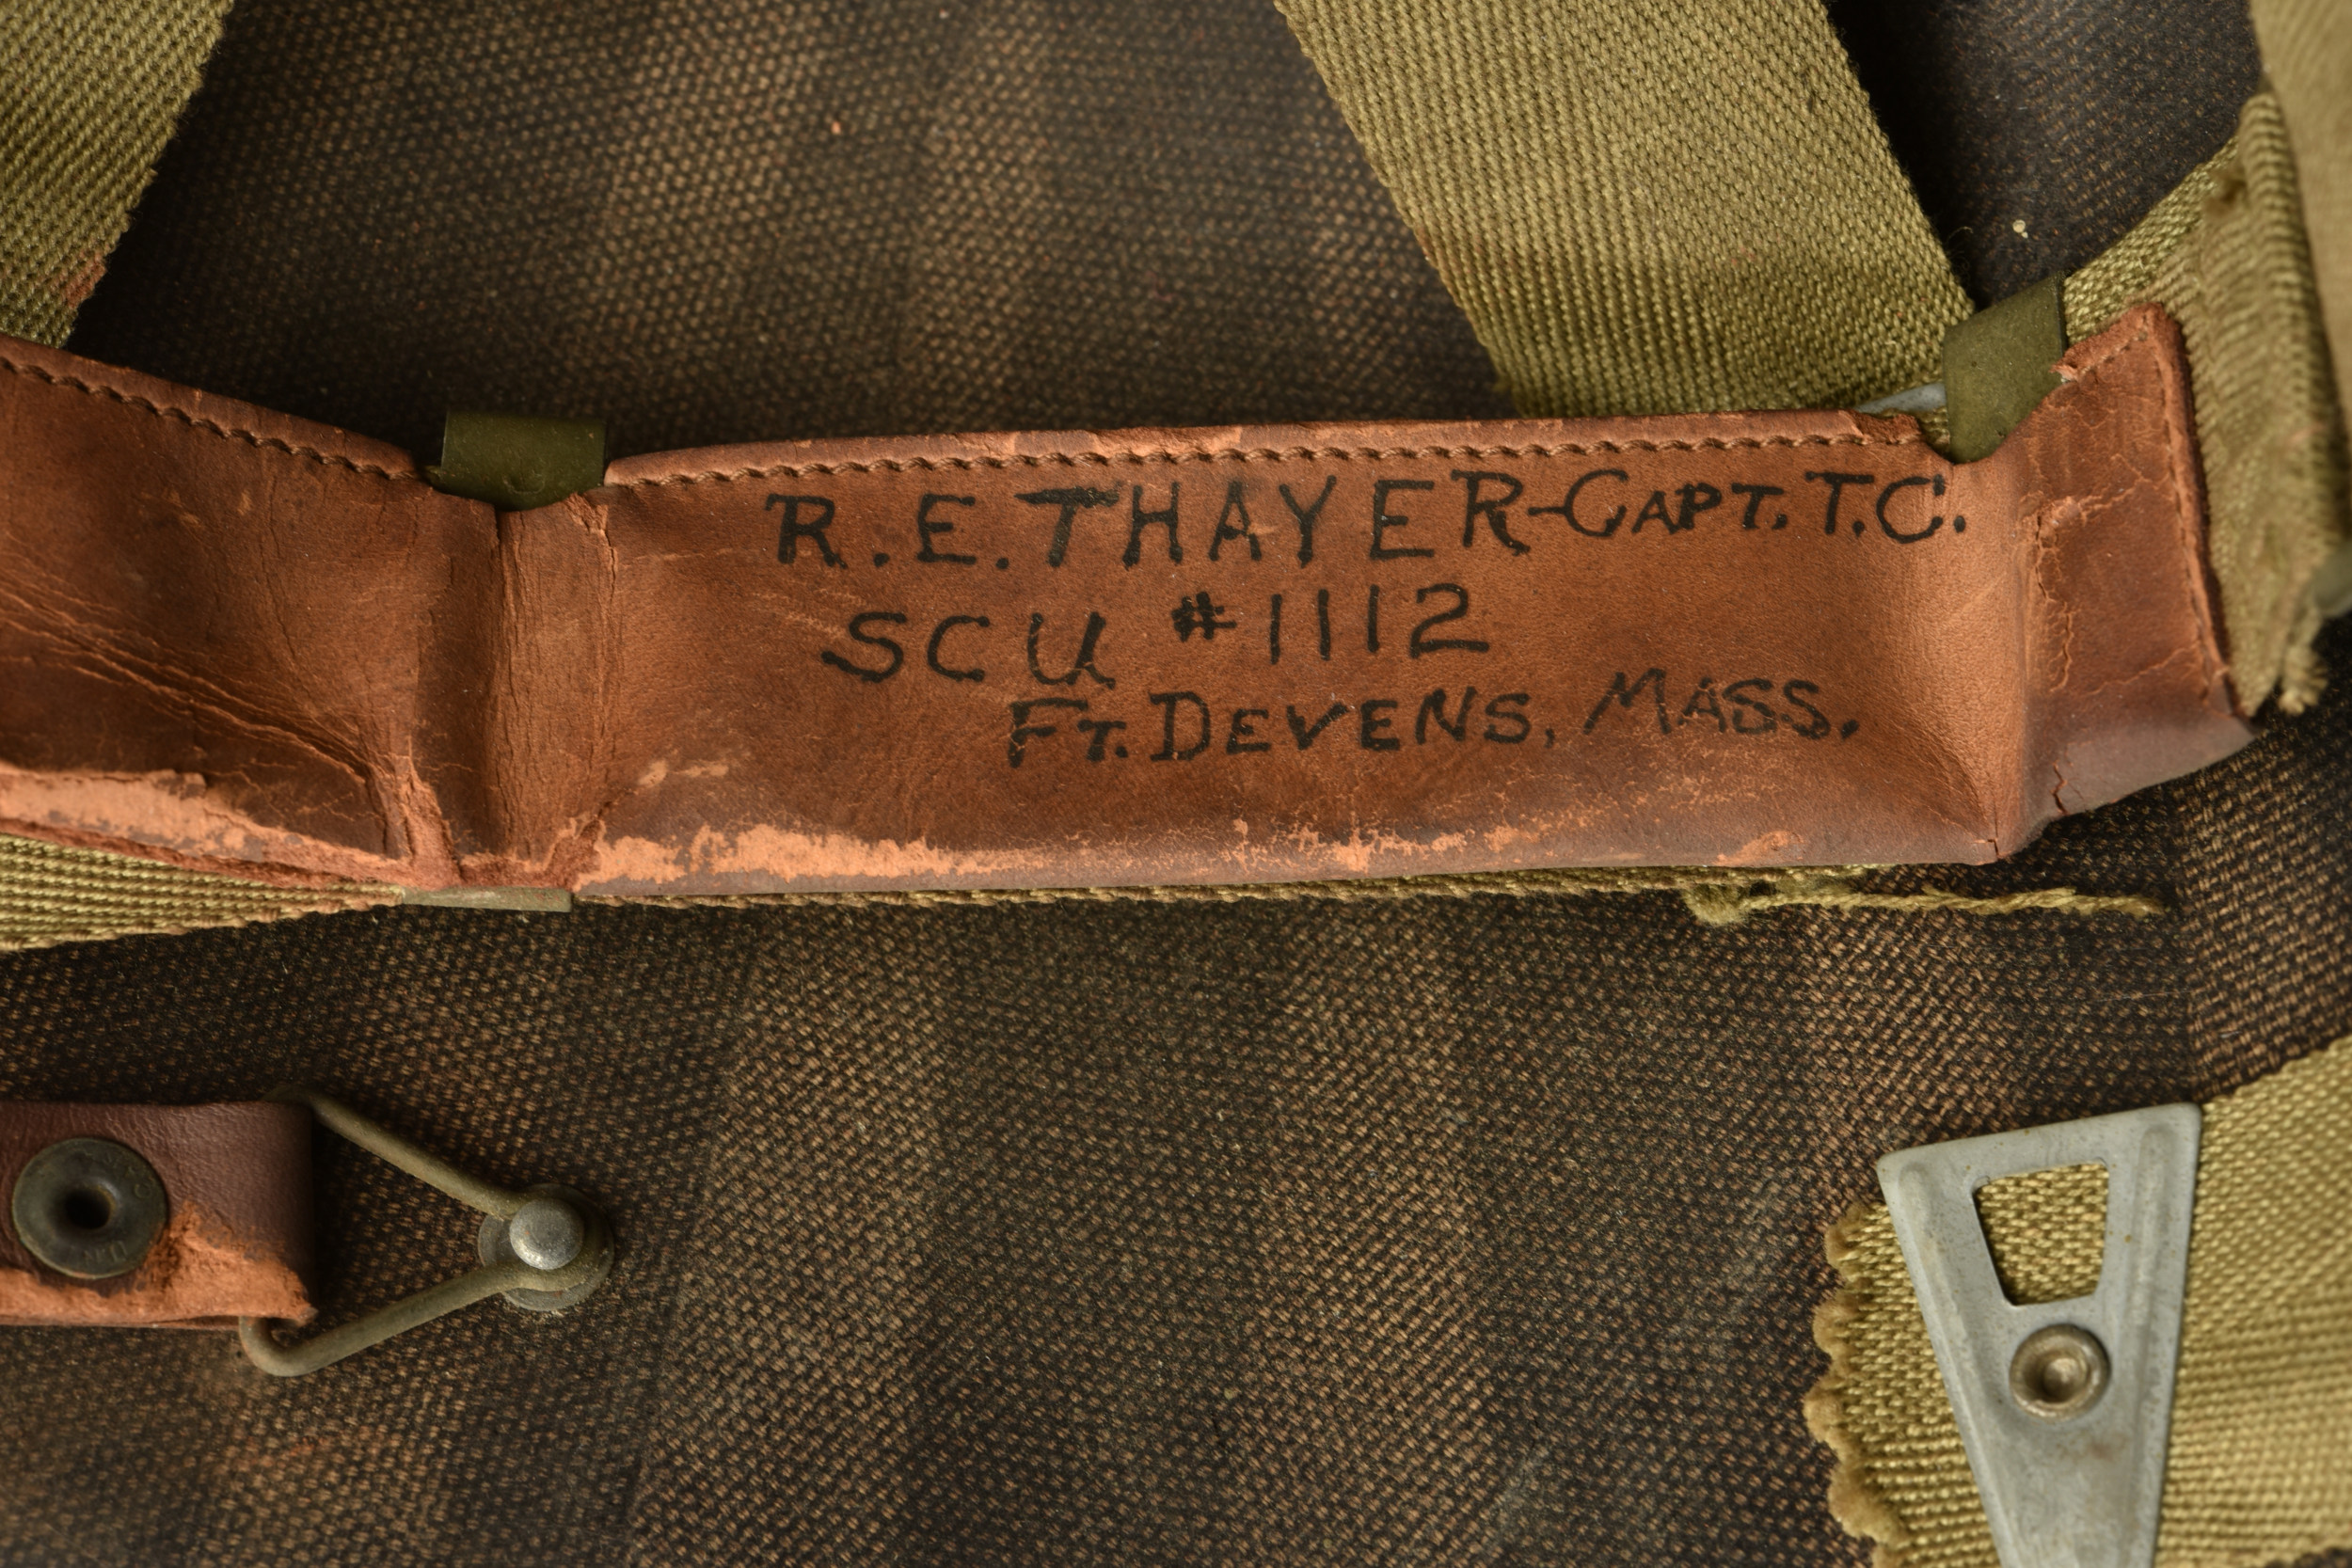 R. E. THAYER-CAPT. T.C.
SCU #1112
FT. DEVENS, MASS.